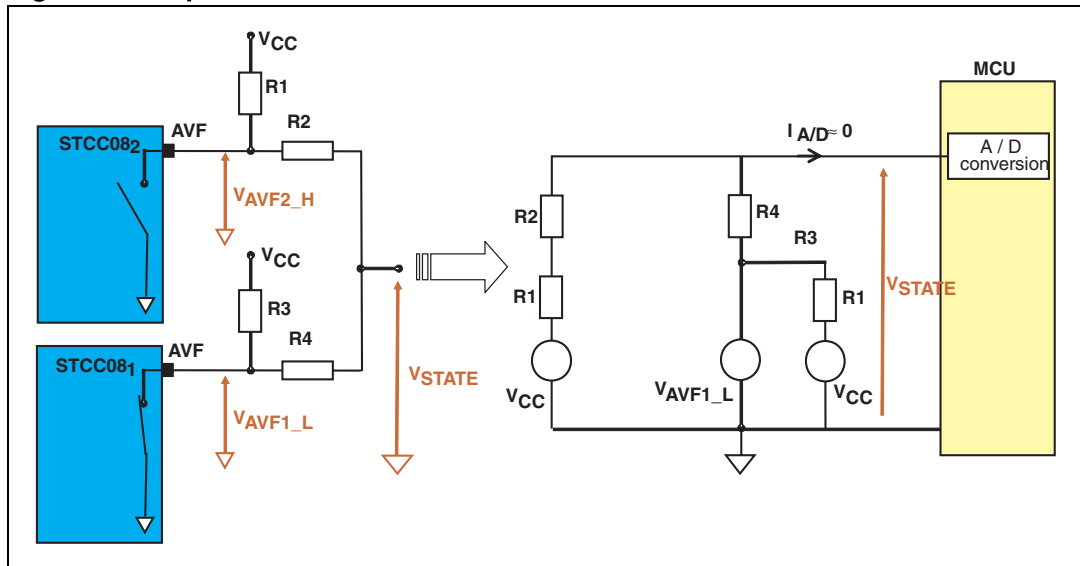 VCC
R1
STCC082
AVF
R2
VAVF2_H
VCC
R3
STCC081
AVF
R4
VAVF1_L
VSTATE
MCU
I A/D≈ 0
A / D
conversion
R2
R4
R3
R1
R1
VSTATE
VCC
VAVF1_L
VCC